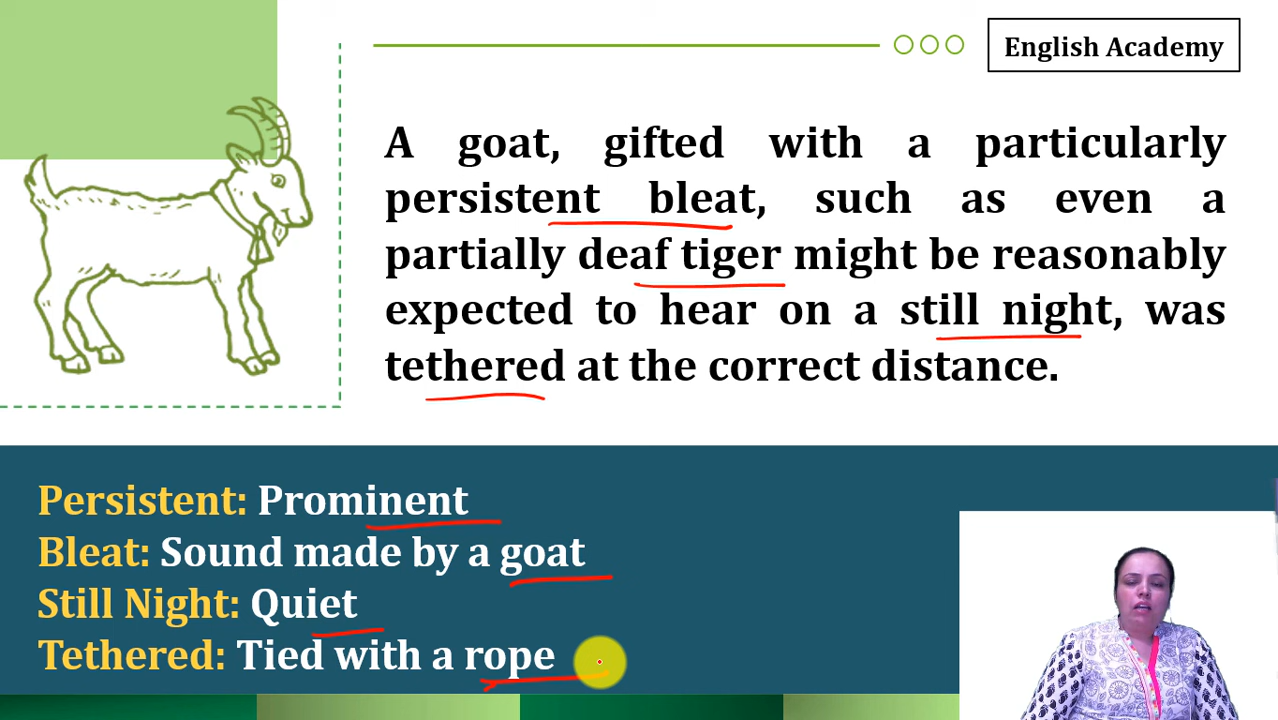 English Academy
A goat, gifted with a particularly
persistent bleat, such as even a
partially deaf tiger might be reasonably
expected to hear on a still night, was
tethered at the correct distance.
Persistent: Prominent
Bleat: Sound made by a goat
Still Night: Quiet
Tethered: Tied with a rope